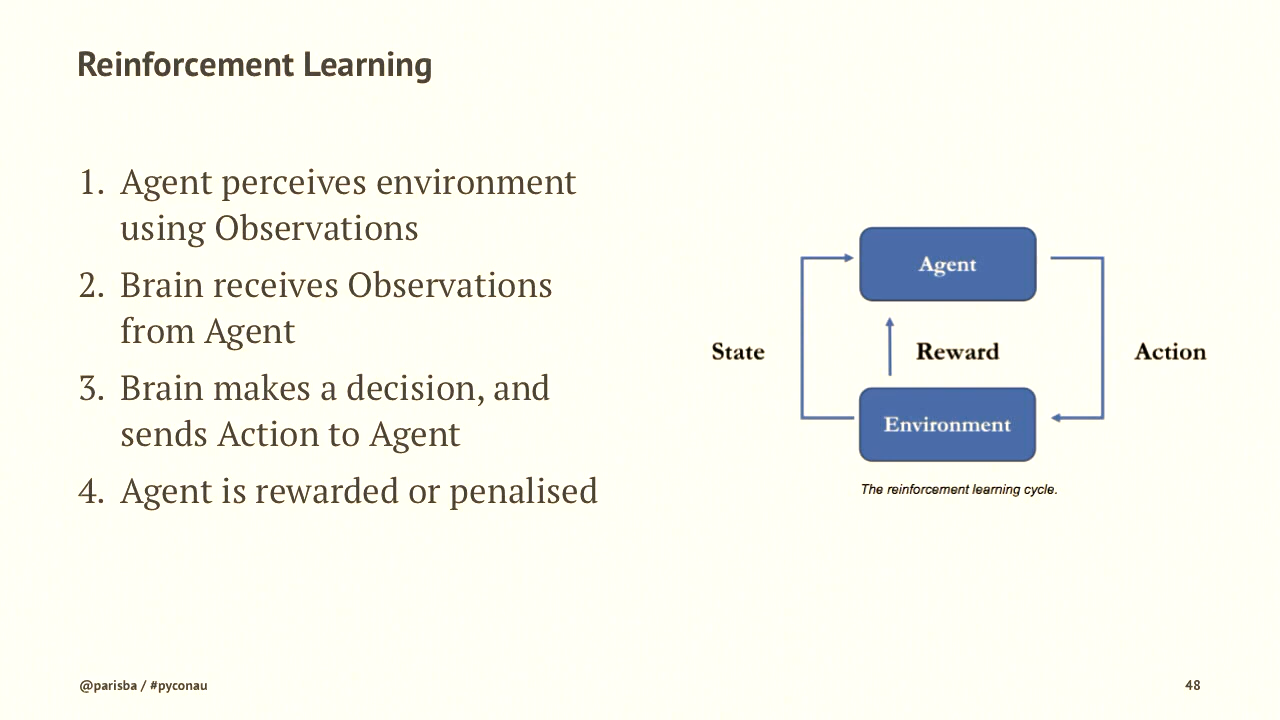 Reinforcement Learning
1. Agent perceives environment
using Observations
2. Brain receives Observations
from Agent
3. Brain makes a decision, and
sends Action to Agent
4. Agent is rewarded or penalised
Agent
State
Reward
Action
Environment
The reinforcement learning cycle.
@parisba / #pyconau
48